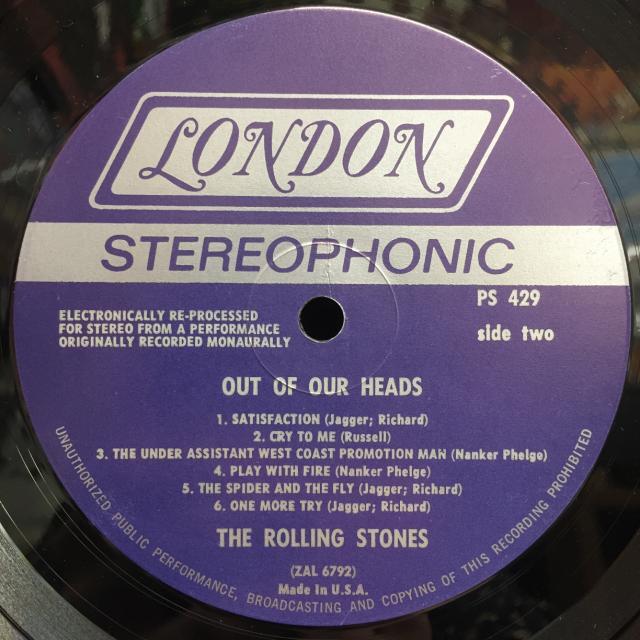 LONDON
STEREOPHONIC
PS 429
side two
ELECTRONICALLY RE-PROCESSED
FOR STEREO FROM A PERFORMANCE
ORIGINALLY RECORDED MONAURALLY
OUT OF OUR HEADS
1. SATISFACTION (Jagger; Richard)
2. CRY TO ME (Russell)
3. THE UNDER ASSISTANT WEST COAST PROMOTION MAN (Nanker Phelge)
4. PLAY WITH FIRE (Nanker Phelge)
5. THE SPIDER AND THE FLY (Jagger; Richard)
6. ONE MORE TRY (Jagger; Richard)
THE ROLLING STONES
(ZAL 6792)
Made in U.S.A.
UNAUTHORIZED PUBLIC PERFORMANCE, BROADCASTING AND COPYING OF THIS RECORDING PROHIBITED